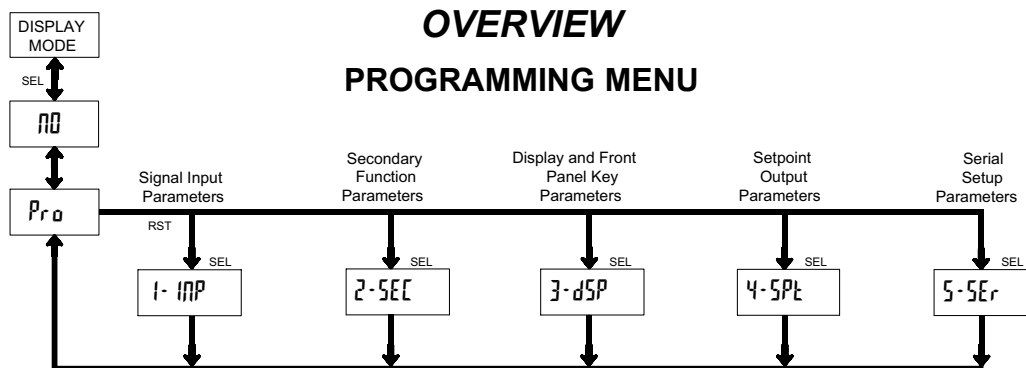 OVERVIEW
PROGRAMMING MENU
DISPLAY
MODE
SEL
NO
Pro
Signal Input
Parameters
Secondary
Function
Parameters
Display and Front
Panel Key
Parameters
Setpoint
Output
Parameters
Serial
Setup
Parameters
RST
SEL
SEL
SEL
SEL
SEL
1-INP
2-SEC
3-dSP
4-SPt
5-SEr